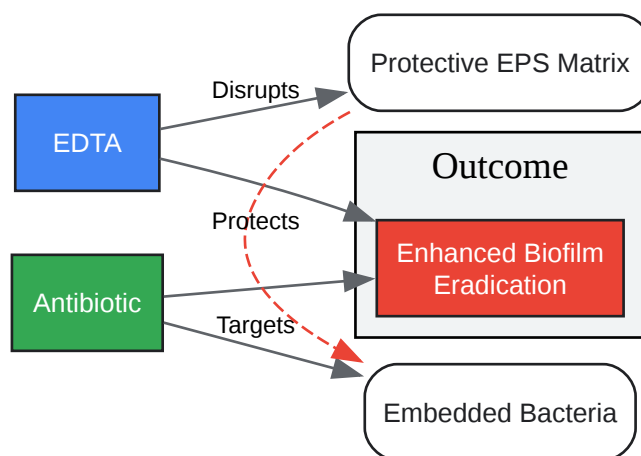 Protective EPS Matrix
Disrupts
EDTA
Outcome
Protects
Enhanced Biofilm
Eradication
Antibiotic
Targets
Embedded Bacteria